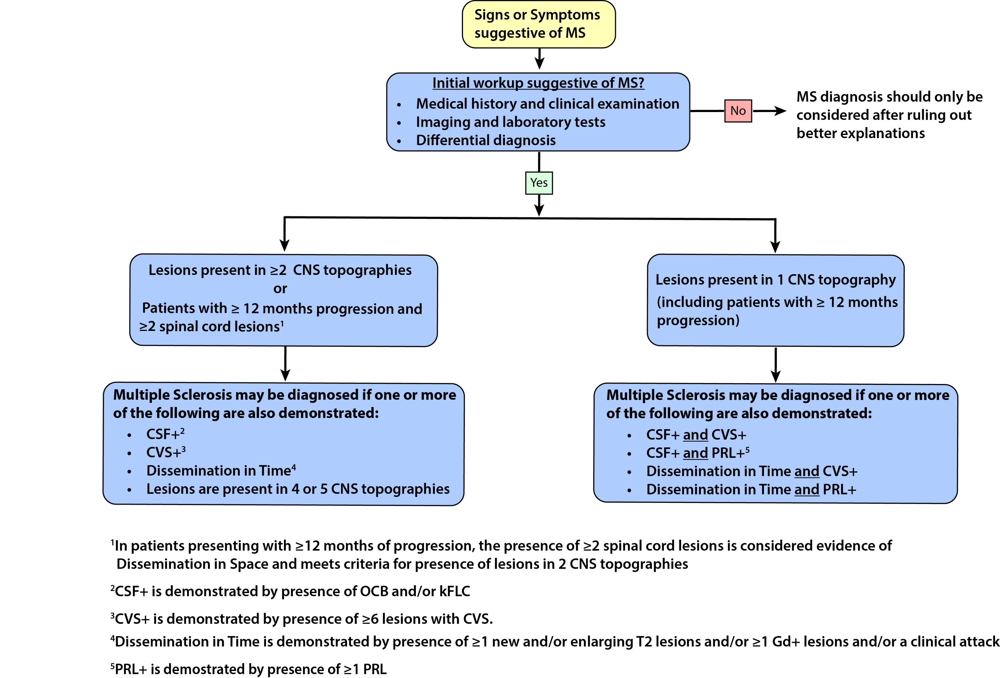 Signs or Symptoms
suggestive of MS
Initial workup suggestive of MS?
• Medical history and clinical examination
• Imaging and laboratory tests
• Differential diagnosis
No
MS diagnosis should only be
considered after ruling out
better explanations
Yes
Lesions present in ≥2 CNS topographies
or
Patients with ≥ 12 months progression and
≥2 spinal cord lesions¹
Lesions present in 1 CNS topography
(including patients with ≥ 12 months
progression)
Multiple Sclerosis may be diagnosed if one or more
of the following are also demonstrated:
• CSF+²
• CVS+³
• Dissemination in Time⁴
• Lesions are present in 4 or 5 CNS topographies
Multiple Sclerosis may be diagnosed if one or more
of the following are also demonstrated:
• CSF+ and CVS+
• CSF+ and PRL+⁵
• Dissemination in Time and CVS+
• Dissemination in Time and PRL+
¹In patients presenting with ≥12 months of progression, the presence of ≥2 spinal cord lesions is considered evidence of
Dissemination in Space and meets criteria for presence of lesions in 2 CNS topographies
²CSF+ is demonstrated by presence of OCB and/or kFLC
³CVS+ is demonstrated by presence of ≥6 lesions with CVS.
⁴Dissemination in Time is demonstrated by presence of ≥1 new and/or enlarging T2 lesions and/or ≥1 Gd+ lesions and/or a clinical attack
⁵PRL+ is demostrated by presence of ≥1 PRL